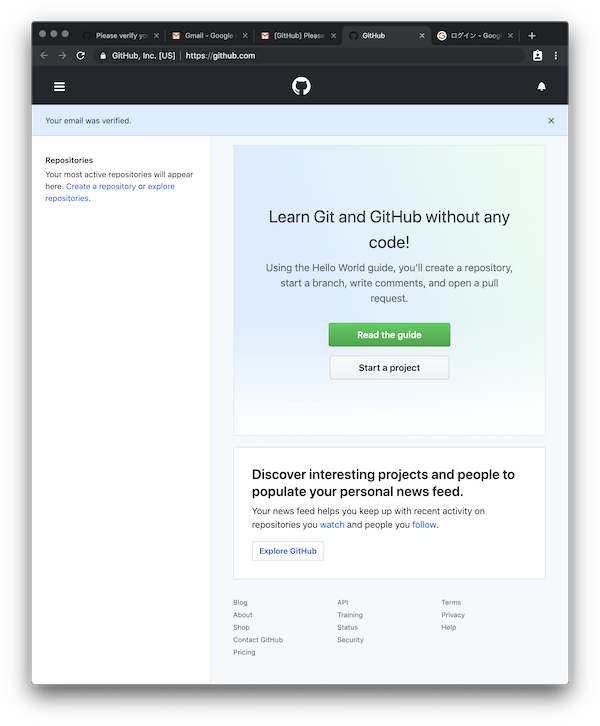 Please verify yo
Gmail - Google
[GitHub] Please
GitHub
ログイン - Goog
GitHub, Inc. [US]
https://github.com
Your email was verified.
Repositories
Your most active repositories will appear
here. Create a repository or explore
repositories.
Learn Git and GitHub without any
code!
Using the Hello World guide, you’ll create a repository,
start a branch, write comments, and open a pull
request.
Read the guide
Start a project
Discover interesting projects and people to
populate your personal news feed.
Your news feed helps you keep up with recent activity on
repositories you watch and people you follow.
Explore GitHub
Blog
About
Shop
Contact GitHub
Pricing
API
Training
Status
Security
Terms
Privacy
Help